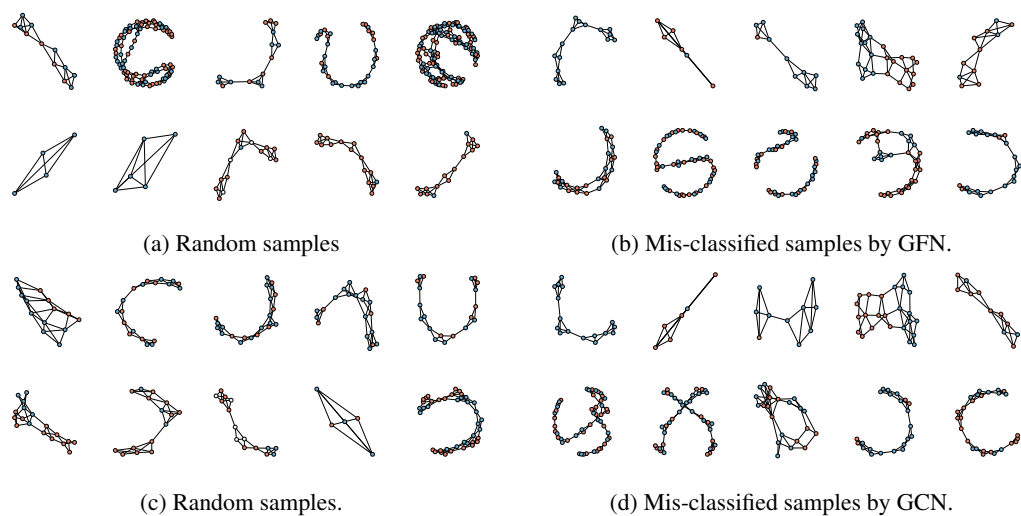 (a) Random samples
(b) Mis-classified samples by GFN.
(c) Random samples.
(d) Mis-classified samples by GCN.